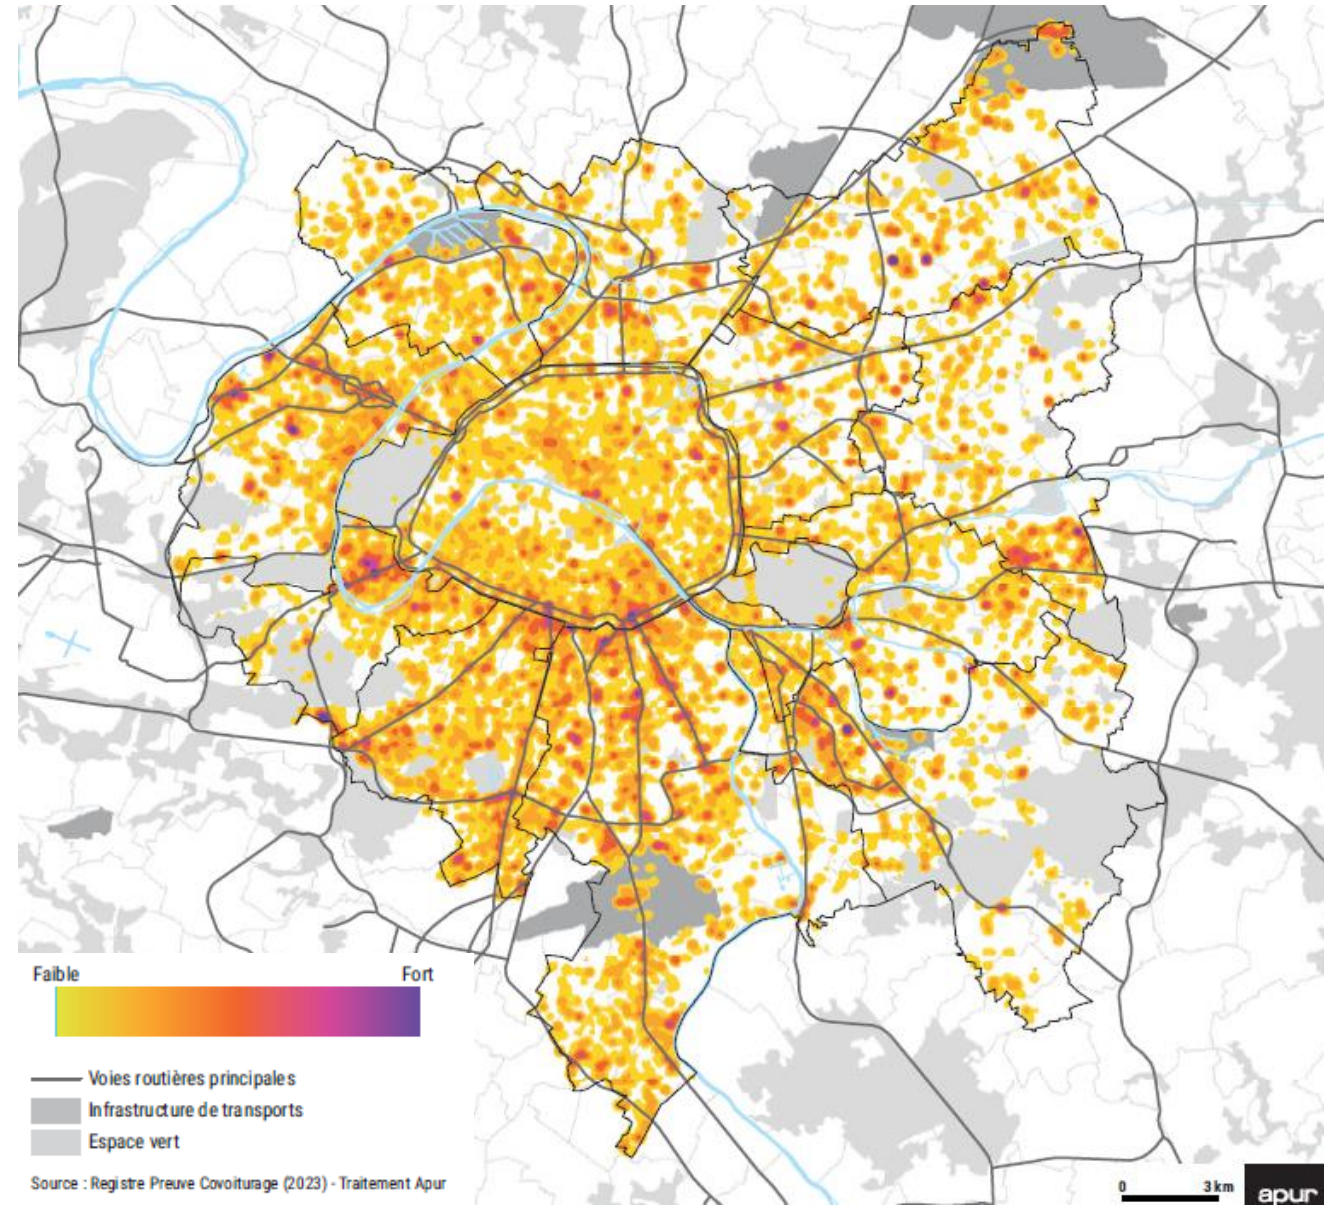 Faible Fort
Voies routières principales
Infrastructure de transports
Espace vert
Source : Registre Preuve Covoiturage (2023) - Traitement Apur
0 3 km
apur